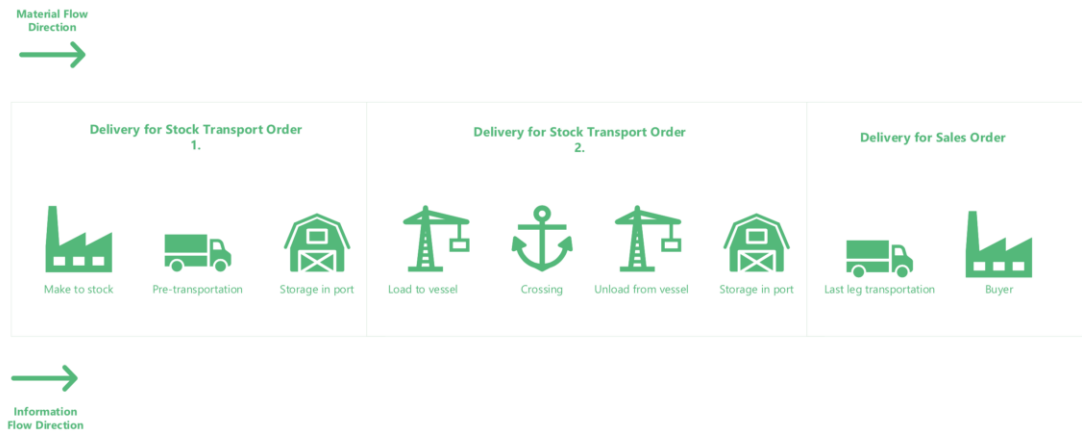 Material Flow
Direction
Delivery for Stock Transport Order
1.
Delivery for Stock Transport Order
2.
Delivery for Sales Order
Make to stock
Pre-transportation
Storage in port
Load to vessel
Crossing
Unload from vessel
Storage in port
Last leg transportation
Buyer
Information
Flow Direction